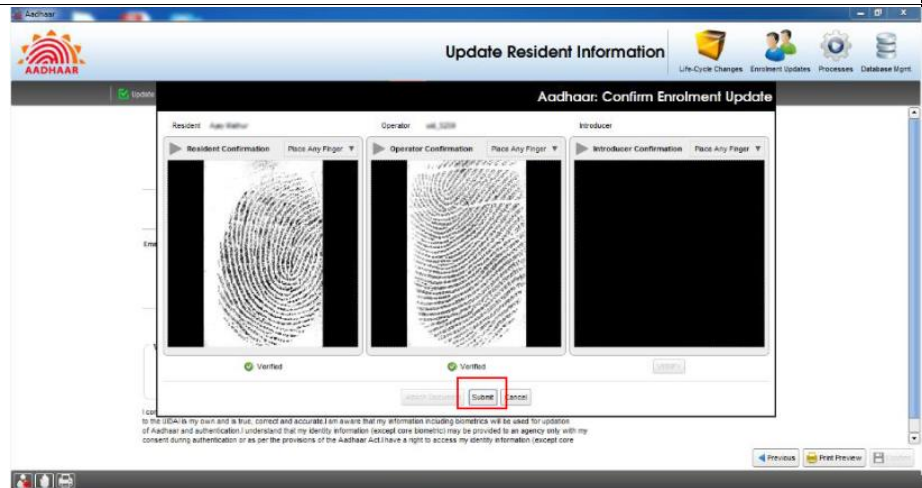 Aadhaar
AADHAAR
Update Resident Information
Life-Cycle Changes
Enrolment Updates
Processes
Database Mgmt.
Update
Aadhaar: Confirm Enrolment Update
Resident
Operator
Introducer
Resident Confirmation
Place Any Finger
Operator Confirmation
Place Any Finger
Introducer Confirmation
Place Any Finger
Verified
Verified
Submit
Cancel
to the UIDAI is my own and is true, correct and accurate.I am aware that my information including biometrics will be used for updation
of Aadhaar and authentication.I understand that my identity information (except core biometric) may be provided to an agency only with my
consent during authentication or as per the provisions of the Aadhaar Act.I have a right to access my identity information (except core
Previous
Print Preview